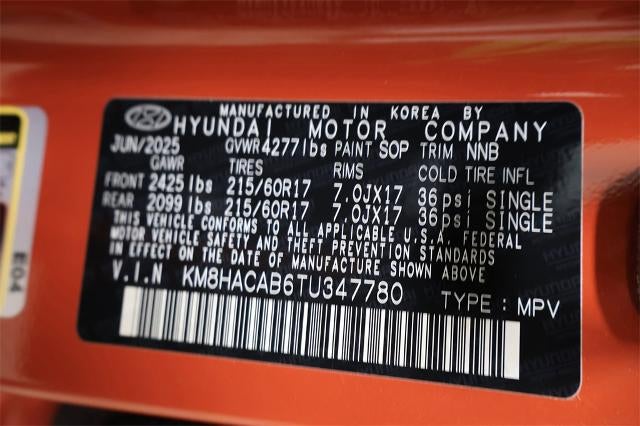 MANUFACTURED IN KOREA BY
HYUNDAI MOTOR COMPANY
JUN/2025 GVWR 4277lbs PAINT SOP TRIM NNB
GAWR TIRES RIMS COLD TIRE INFL
FRONT 2425lbs 215/60R17 7.0JX17 36psi SINGLE
REAR 2099lbs 215/60R17 7.0JX17 36psi SINGLE
THIS VEHICLE CONFORMS TO ALL APPLICABLE U.S.A. FEDERAL
MOTOR VEHICLE SAFETY AND THEFT PREVENTION STANDARDS
IN EFFECT ON THE DATE OF MANUFACTURE SHOWN ABOVE
V.I.N KM8HACAB6TU347780 TYPE : MPV
E04